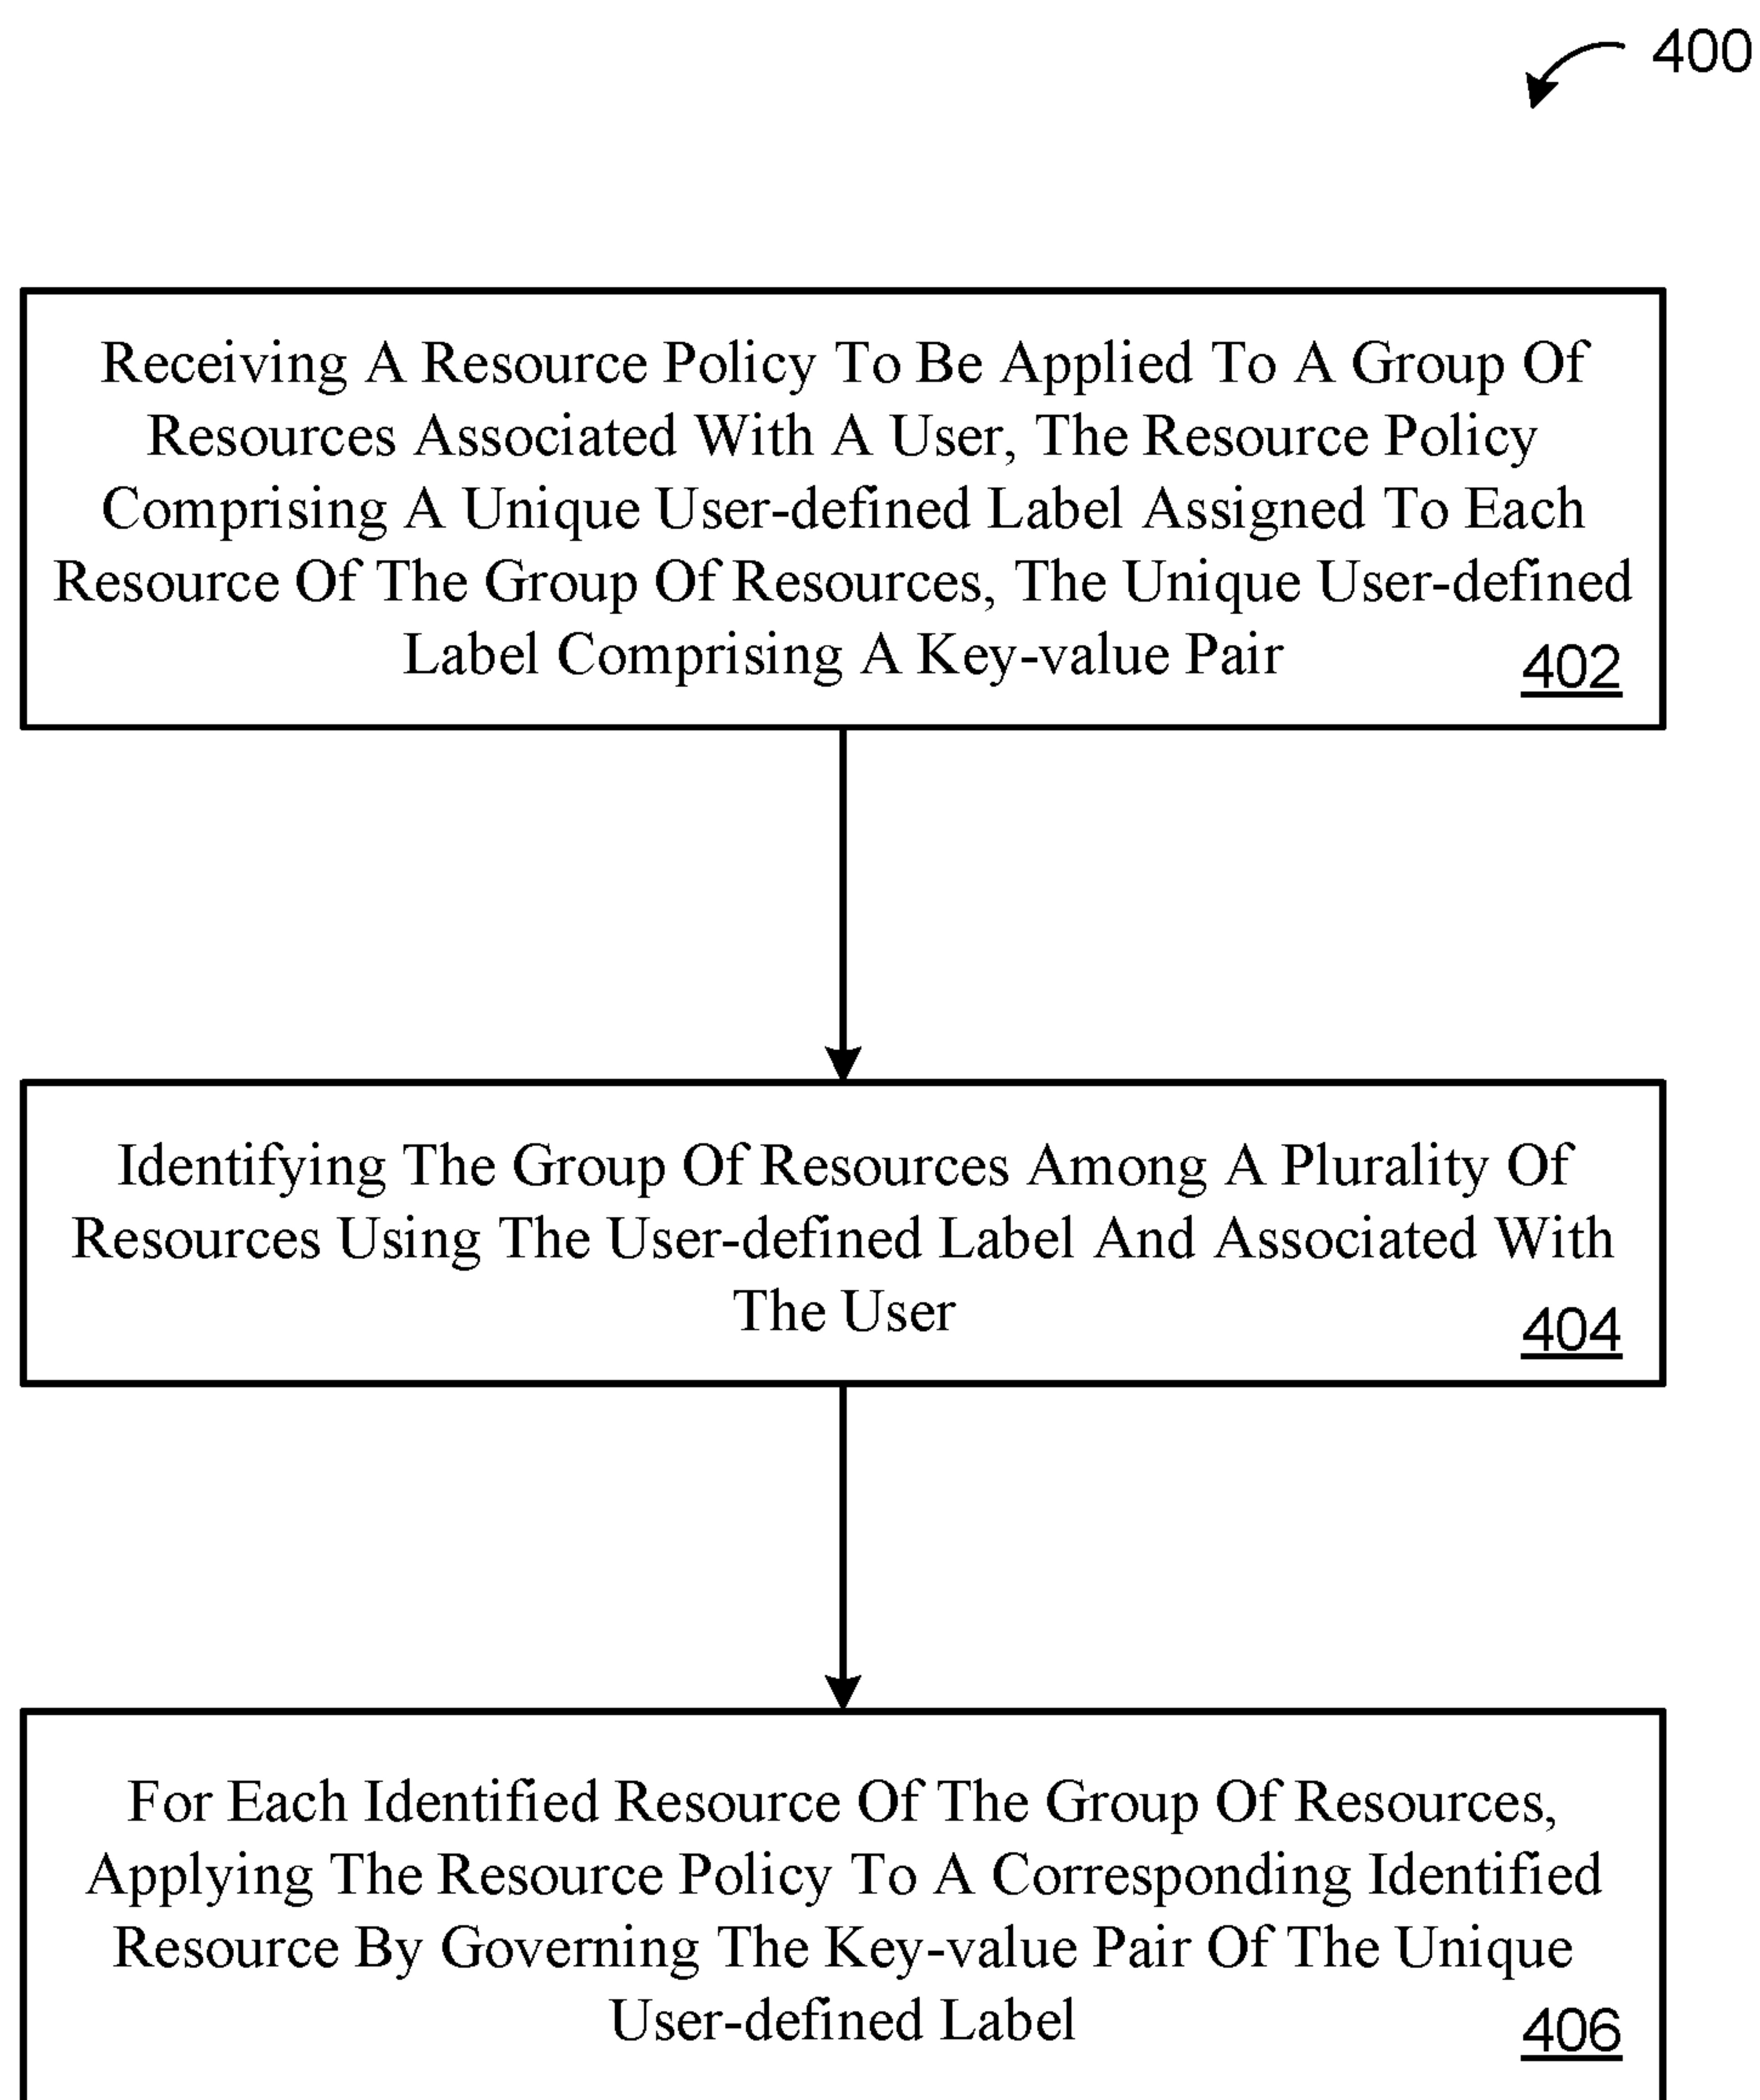 400
Receiving A Resource Policy To Be Applied To A Group Of
Resources Associated With A User, The Resource Policy
Comprising A Unique User-defined Label Assigned To Each
Resource Of The Group Of Resources, The Unique User-defined
Label Comprising A Key-value Pair
402
Identifying The Group Of Resources Among A Plurality Of
Resources Using The User-defined Label And Associated With
The User
404
For Each Identified Resource Of The Group Of Resources,
Applying The Resource Policy To A Corresponding Identified
Resource By Governing The Key-value Pair Of The Unique
User-defined Label
406